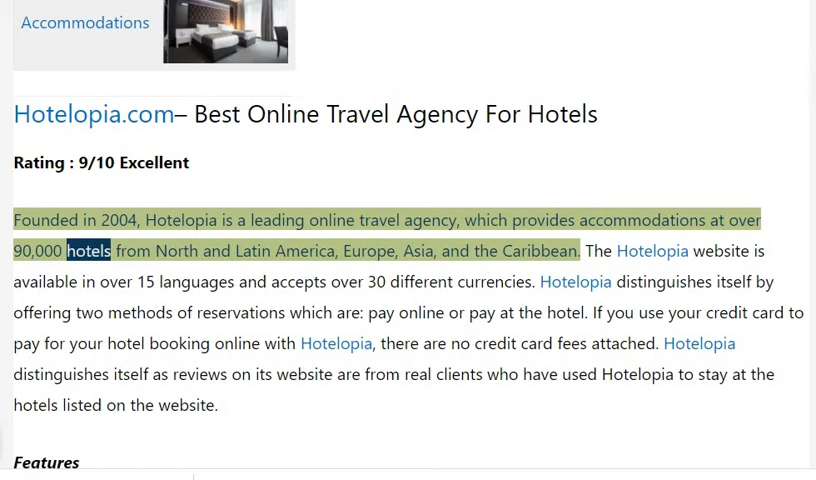 Accommodations
Hotelopia.com– Best Online Travel Agency For Hotels
Rating : 9/10 Excellent
Founded in 2004, Hotelopia is a leading online travel agency, which provides accommodations at over
90,000 hotels from North and Latin America, Europe, Asia, and the Caribbean. The Hotelopia website is
available in over 15 languages and accepts over 30 different currencies. Hotelopia distinguishes itself by
offering two methods of reservations which are: pay online or pay at the hotel. If you use your credit card to
pay for your hotel booking online with Hotelopia, there are no credit card fees attached. Hotelopia
distinguishes itself as reviews on its website are from real clients who have used Hotelopia to stay at the
hotels listed on the website.
Features